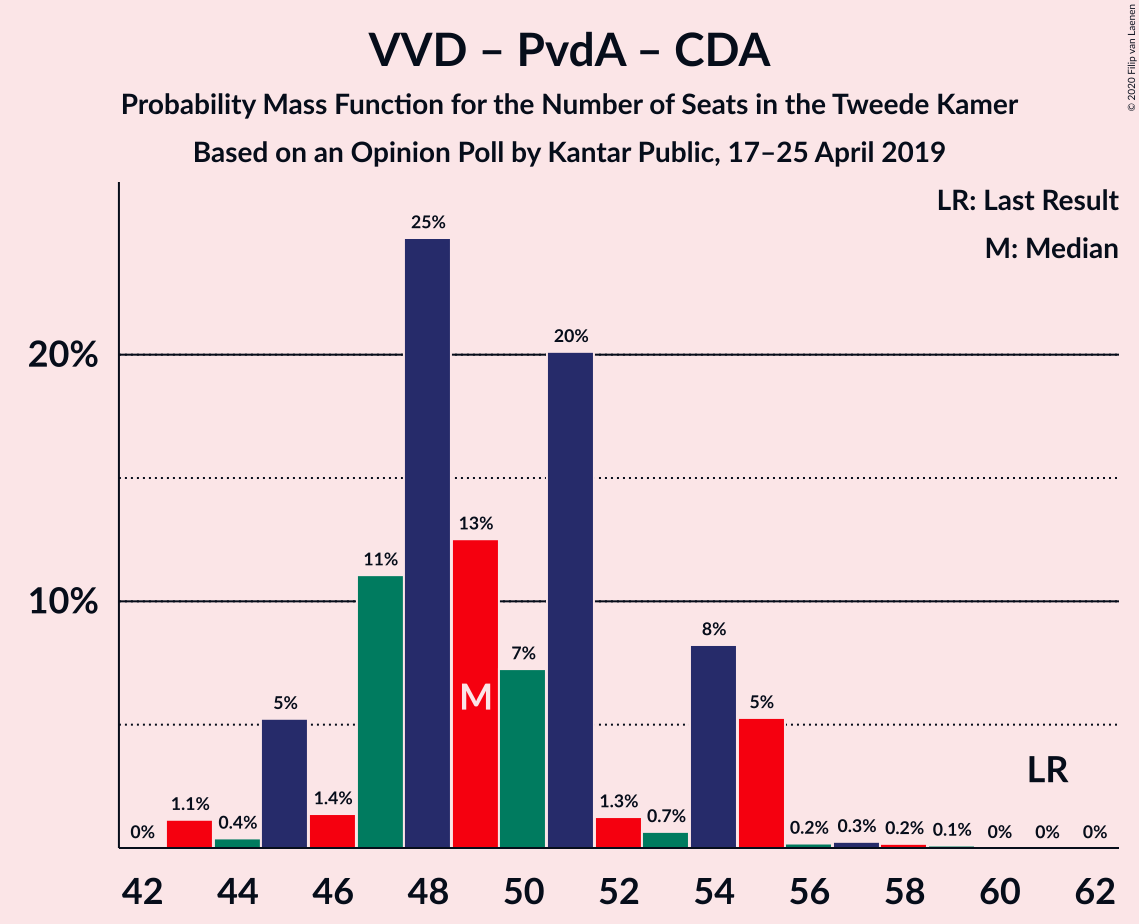 VVD – PvdA – CDA
Probability Mass Function for the Number of Seats in the Tweede Kamer
Based on an Opinion Poll by Kantar Public, 17–25 April 2019
© 2020 Filip van Laenen
LR: Last Result
M: Median
20%
10%
0%
1.1%
0.4%
5%
1.4%
11%
25%
13%
7%
20%
1.3%
0.7%
8%
5%
0.2%
0.3%
0.2%
0.1%
0%
0%
0%
M
LR
42 44 46 48 50 52 54 56 58 60 62